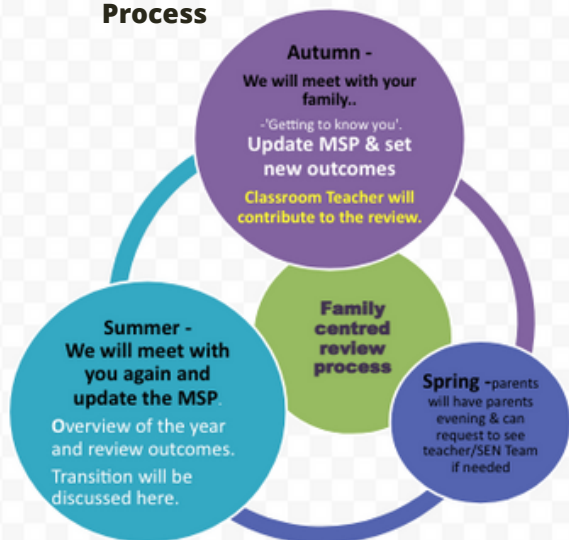 Process
Autumn -
We will meet with your
family..
-'Getting to know you'.
Update MSP & set
new outcomes
Classroom Teacher will
contribute to the review.
Family
centred
review
process
Summer -
We will meet with
you again and
update the MSP.
Overview of the year
and review outcomes.
Transition will be
discussed here.
Spring -parents
will have parents
evening & can
request to see
teacher/SEN Team
if needed